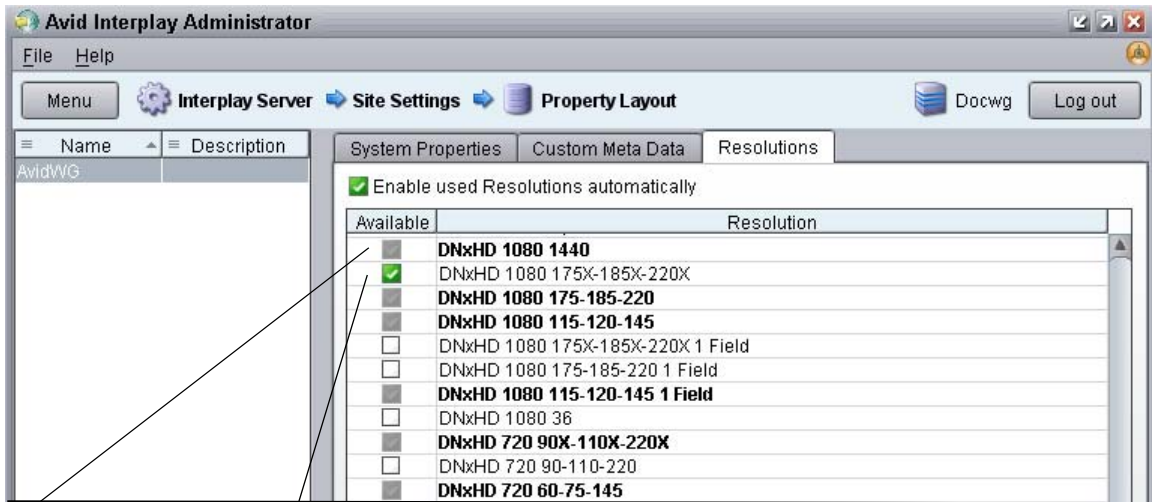 Avid Interplay Administrator
File Help
Menu Interplay Server Site Settings Property Layout Docwg Log out
Name Description
AvidWG
System Properties Custom Meta Data Resolutions
Enable used Resolutions automatically
Available Resolution
DNxHD 1080 1440
DNxHD 1080 175X-185X-220X
DNxHD 1080 175-185-220
DNxHD 1080 115-120-145
DNxHD 1080 175X-185X-220X 1 Field
DNxHD 1080 175-185-220 1 Field
DNxHD 1080 115-120-145 1 Field
DNxHD 1080 36
DNxHD 720 90X-110X-220X
DNxHD 720 90-110-220
DNxHD 720 60-75-145